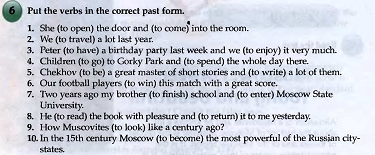 6 Put the verbs in the correct past form.
1. She (to open) the door and (to come) into the room.
2. We (to travel) a lot last year.
3. Peter (to have) a birthday party last week and we (to enjoy) it very much.
4. Children (to go) to Gorky Park and (to spend) the whole day there.
5. Chekhov (to be) a great master of short stories and (to write) a lot of them.
6. Our football players (to win) this match with a great score.
7. Two years ago my brother (to finish) school and (to enter) Moscow State
University.
8. He (to read) the book with pleasure and (to return) it to me yesterday.
9. How Muscovites (to look) like a century ago?
10. In the 15th century Moscow (to become) the most powerful of the Russian city-
states.